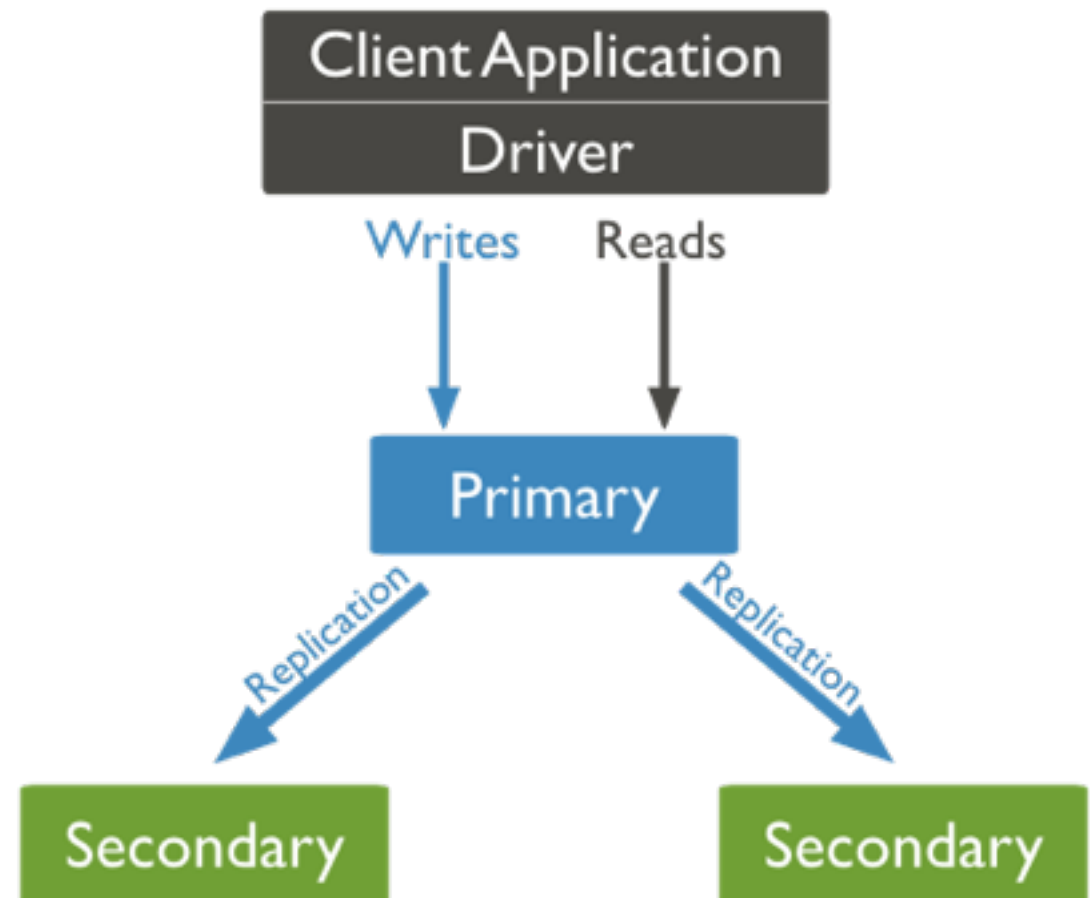 Client Application
Driver
Writes
Reads
Primary
Replication
Replication
Secondary
Secondary